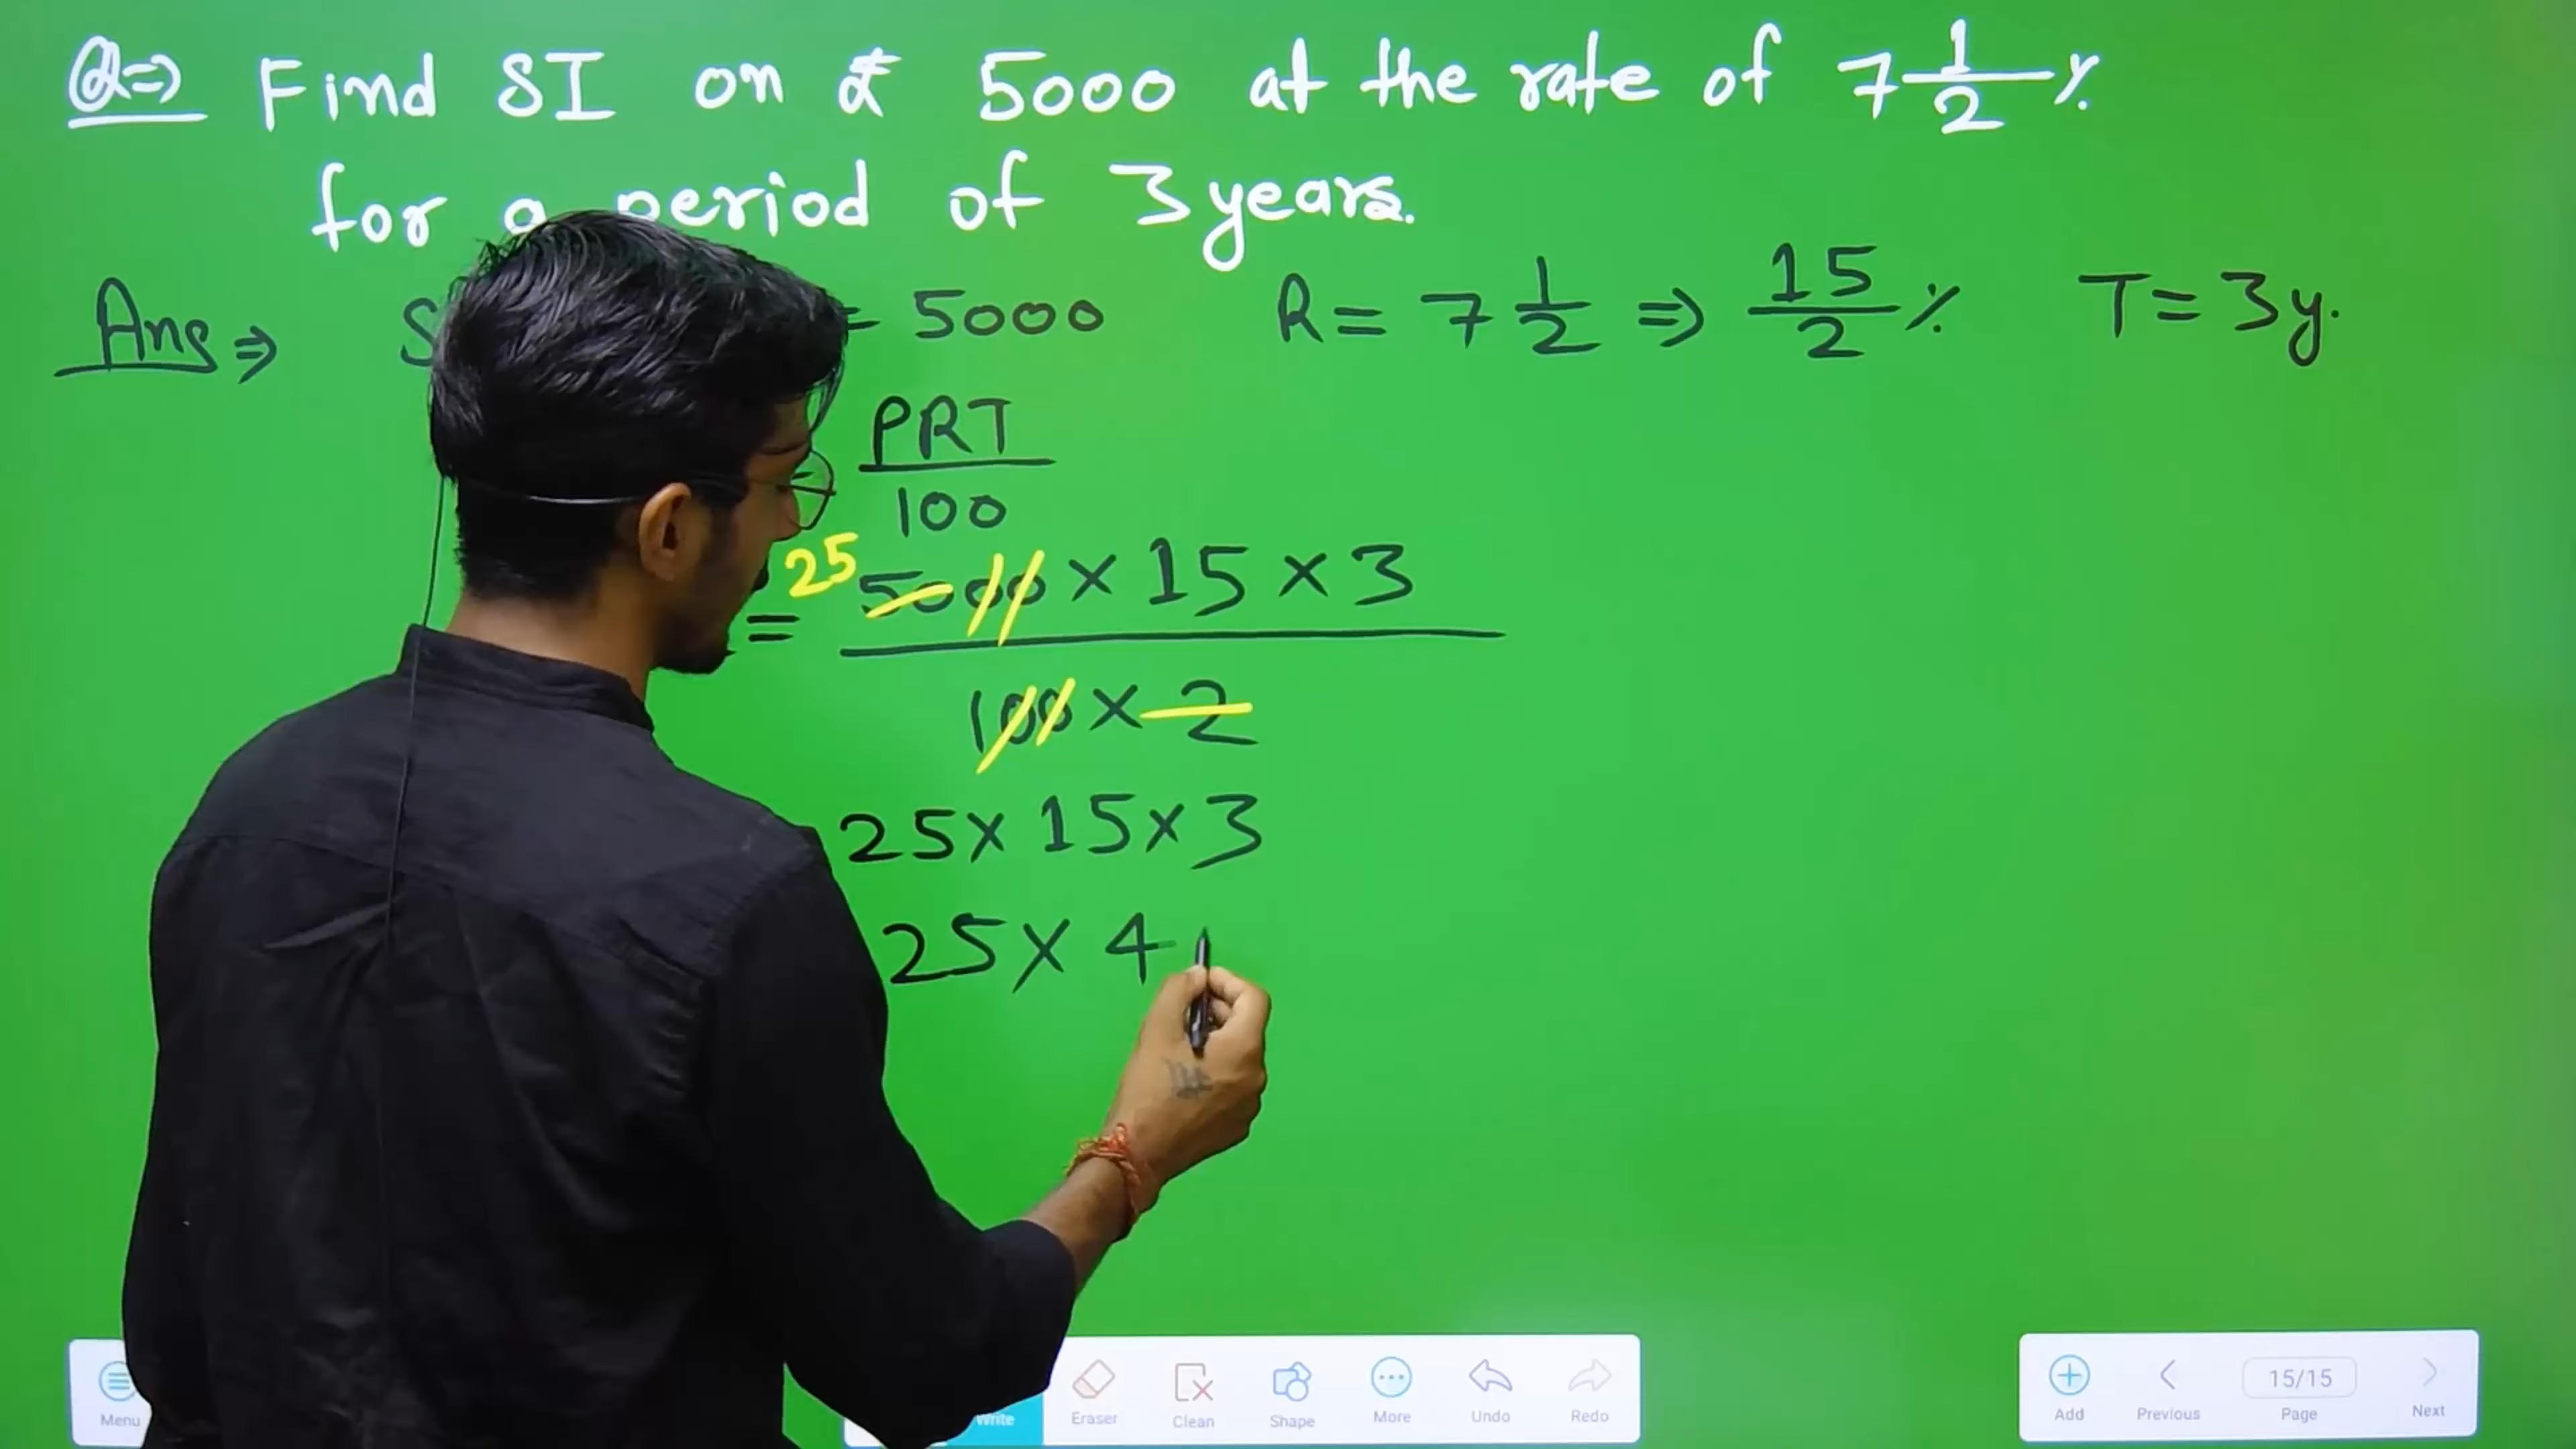 Q⇒ Find SI on ₹ 5000 at the rate of 7 1/2 %
for a period of 3 years.
Ans ⇒ = 5000 R = 7 1/2 ⇒ 15/2 % T = 3y.
PRT
100
25
= 5000 × 15 × 3
100 × 2
25 × 15 × 3
25 × 4
Menu Write Eraser Clean Shape More Undo Redo Add Previous 15/15 Page Next